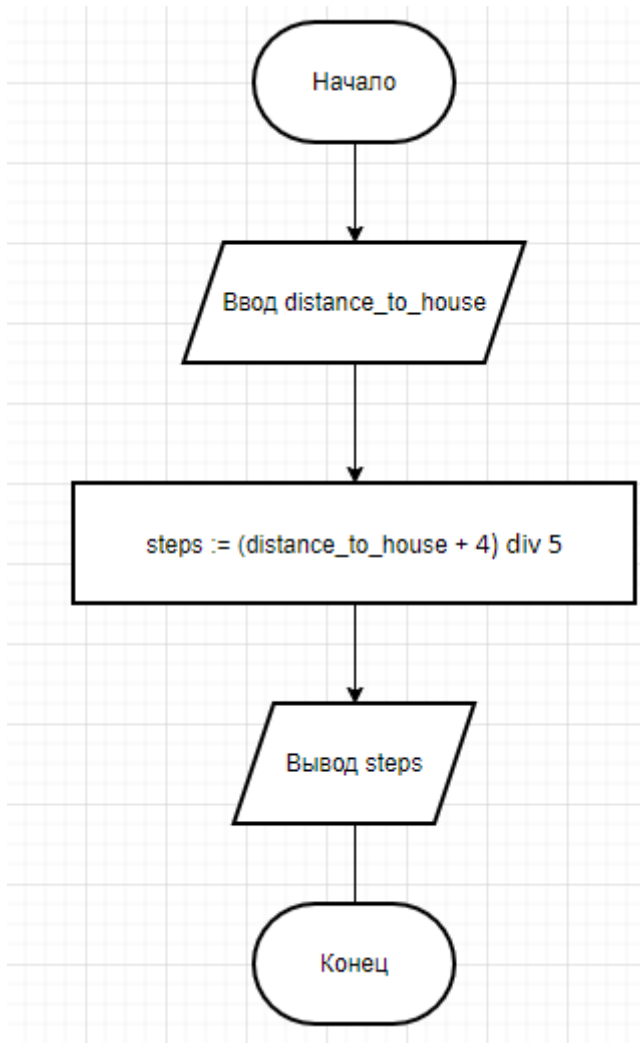 Начало
Ввод distance_to_house
steps := (distance_to_house + 4) div 5
Вывод steps
Конец